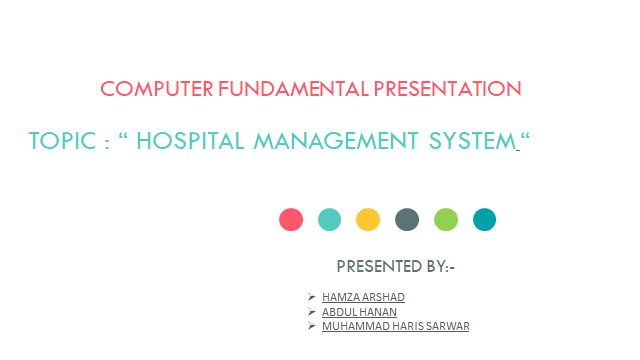 COMPUTER FUNDAMENTAL PRESENTATION
TOPIC : “ HOSPITAL MANAGEMENT SYSTEM “
PRESENTED BY:-
➢ HAMZA ARSHAD
➢ ABDUL HANAN
➢ MUHAMMAD HARIS SARWAR